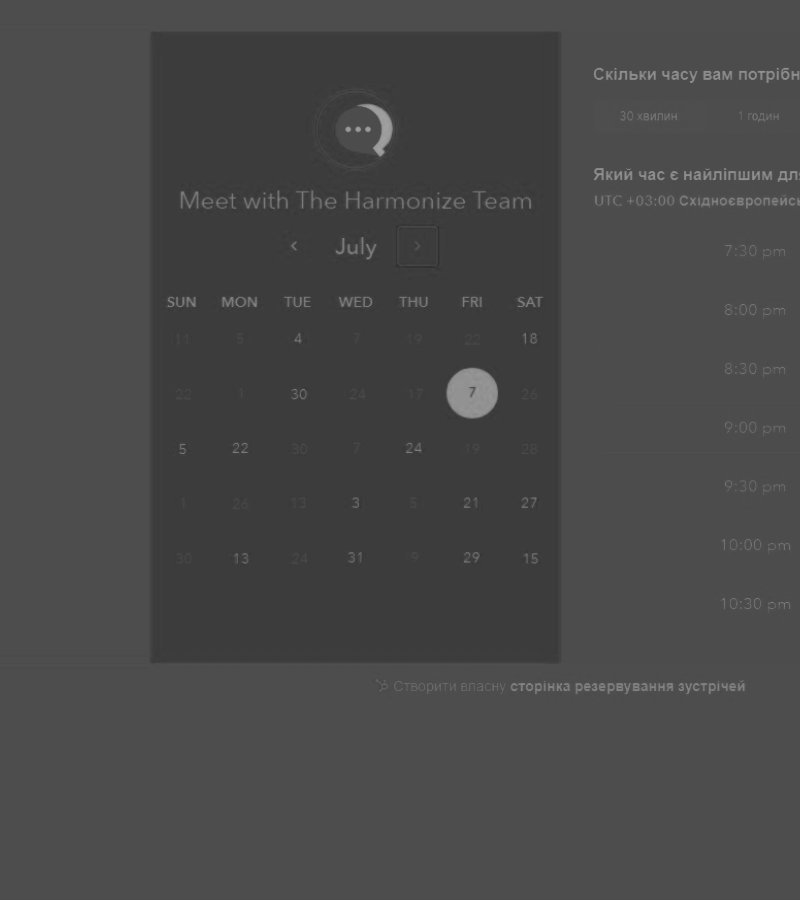 Meet with The Harmonize Team
July
SUN MON TUE WED THU FRI SAT
11 5 4 7 19 22 18
22 1 30 24 17 7 26
5 22 30 7 24 19 28
1 26 13 3 5 21 27
30 13 24 31 9 29 15
Скільки часу вам потрібн
30 хвилин 1 годин
Який час є найліпшим дл
UTC +03:00 Східноєвропейсь
7:30 pm
8:00 pm
8:30 pm
9:00 pm
9:30 pm
10:00 pm
10:30 pm
Створити власну сторінка резервування зустрічей